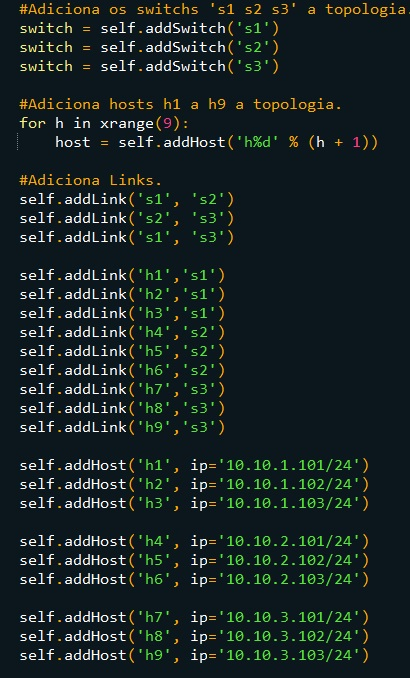 #Adiciona os switchs 's1 s2 s3' a topologia.
switch = self.addSwitch('s1')
switch = self.addSwitch('s2')
switch = self.addSwitch('s3')

#Adiciona hosts h1 a h9 a topologia.
for h in xrange(9):
    host = self.addHost('h%d' % (h + 1))

#Adiciona Links.
self.addLink('s1', 's2')
self.addLink('s2', 's3')
self.addLink('s1', 's3')

self.addLink('h1','s1')
self.addLink('h2','s1')
self.addLink('h3','s1')
self.addLink('h4','s2')
self.addLink('h5','s2')
self.addLink('h6','s2')
self.addLink('h7','s3')
self.addLink('h8','s3')
self.addLink('h9','s3')

self.addHost('h1', ip='10.10.1.101/24')
self.addHost('h2', ip='10.10.1.102/24')
self.addHost('h3', ip='10.10.1.103/24')

self.addHost('h4', ip='10.10.2.101/24')
self.addHost('h5', ip='10.10.2.102/24')
self.addHost('h6', ip='10.10.2.103/24')

self.addHost('h7', ip='10.10.3.101/24')
self.addHost('h8', ip='10.10.3.102/24')
self.addHost('h9', ip='10.10.3.103/24')